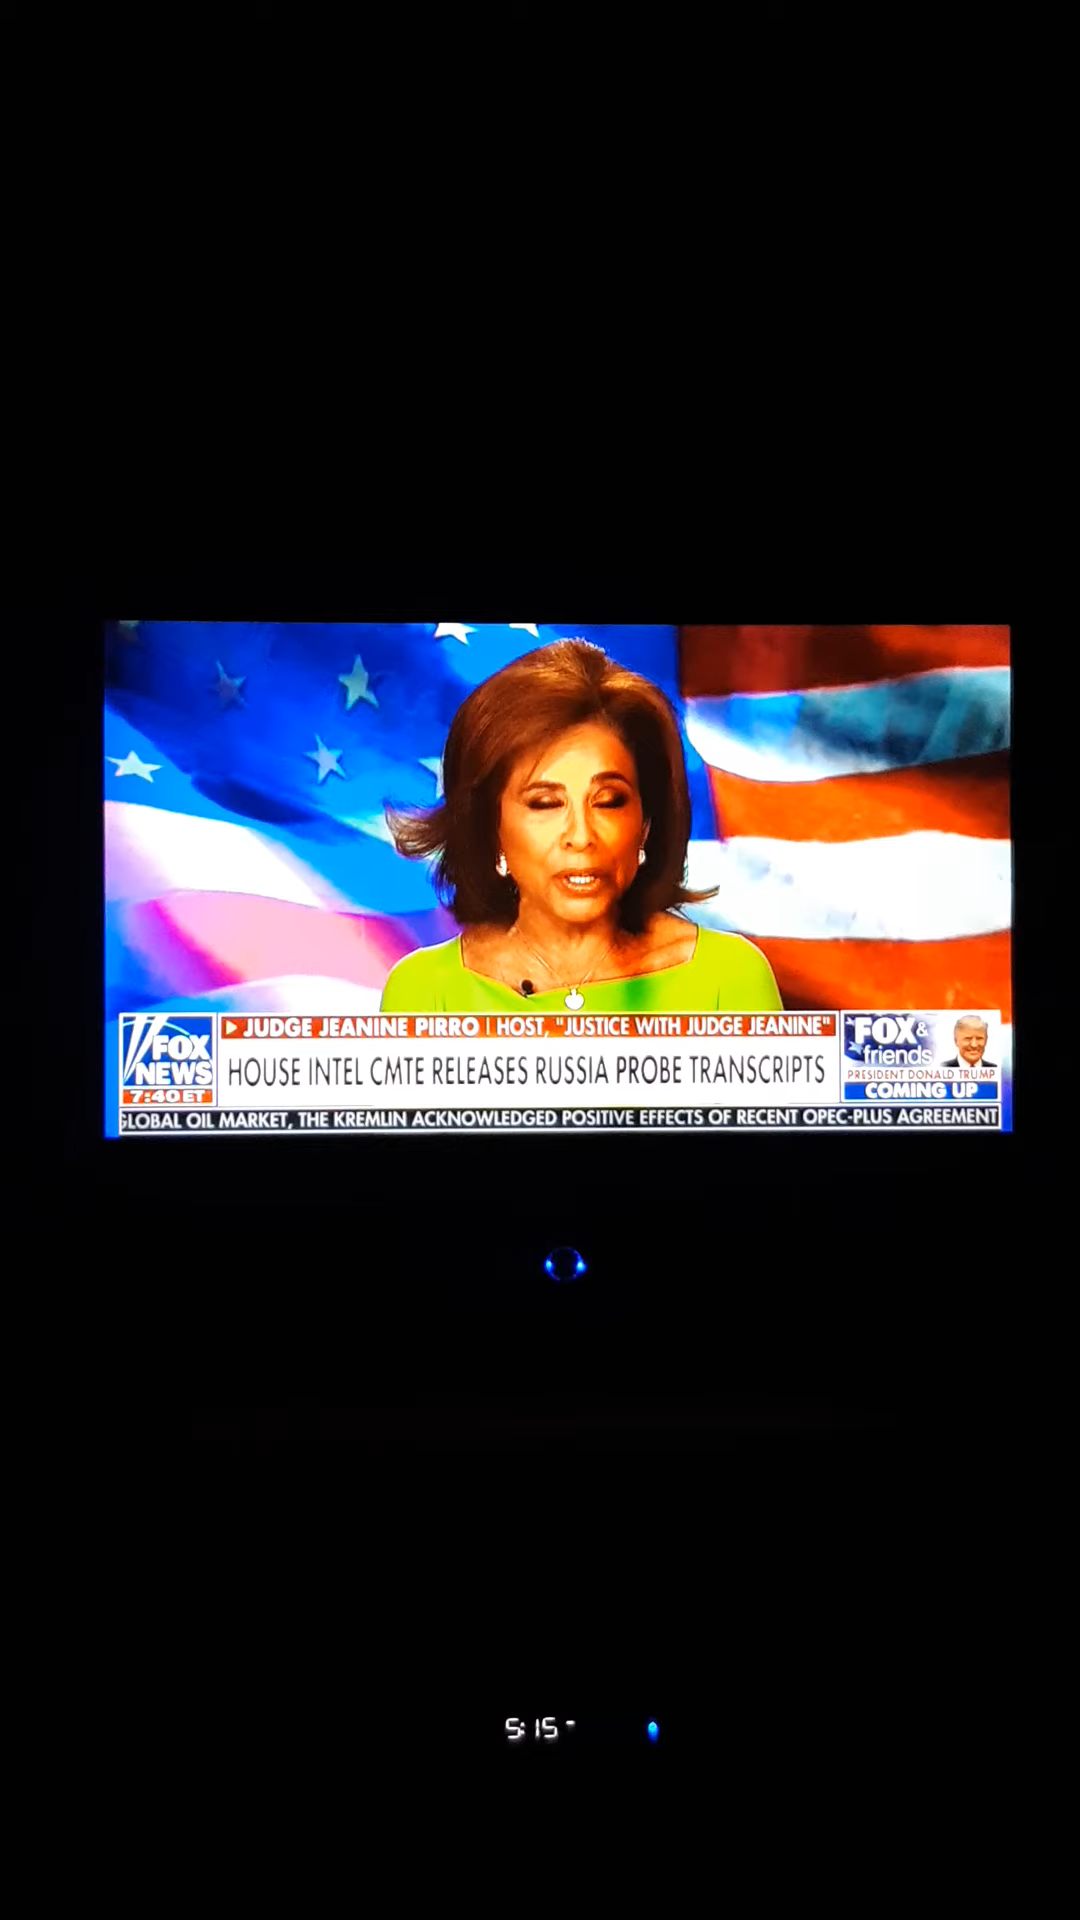 JUDGE JEANINE PIRRO | HOST, "JUSTICE WITH JUDGE JEANINE"
HOUSE INTEL CMTE RELEASES RUSSIA PROBE TRANSCRIPTS
FOX
NEWS
7:40 ET
FOX &
friends
PRESIDENT DONALD TRUMP
COMING UP
GLOBAL OIL MARKET, THE KREMLIN ACKNOWLEDGED POSITIVE EFFECTS OF RECENT OPEC-PLUS AGREEMENT
5:15